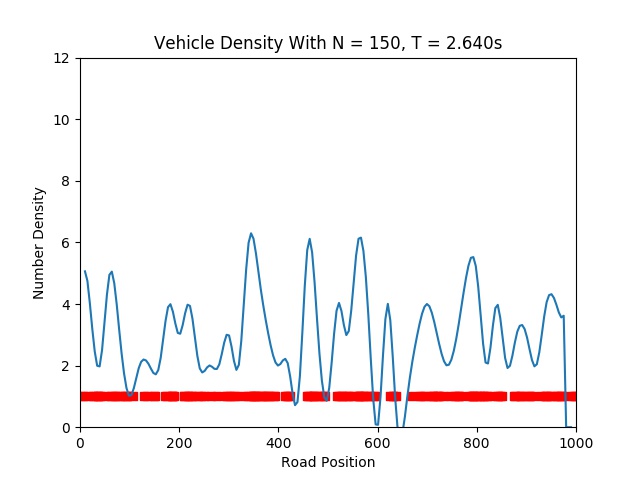 Vehicle Density With N = 150, T = 2.640s
12
10
8
6
4
2
0
Number Density
0 200 400 600 800 1000
Road Position